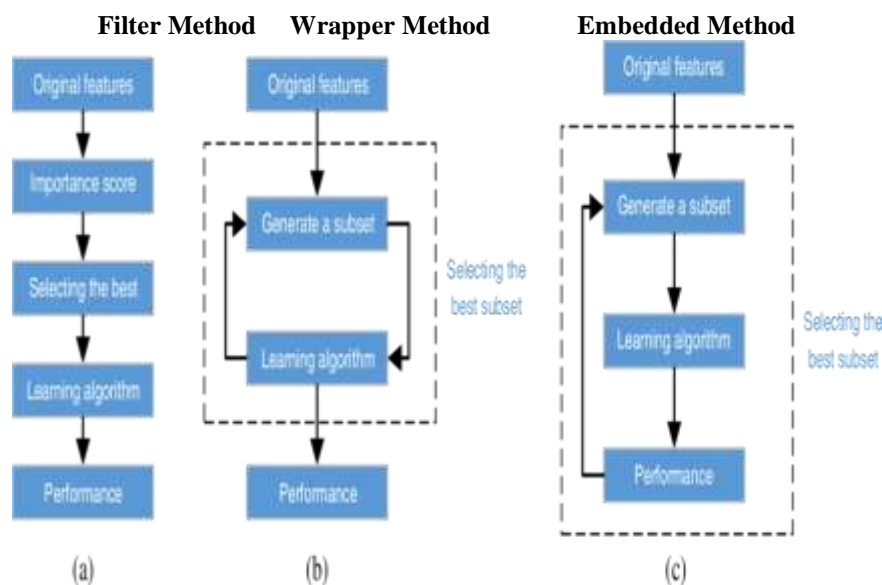 Filter Method Wrapper Method Embedded Method
Original features
Importance score
Selecting the best
Learning algorithm
Performance
(a)
Original features
Generate a subset
Learning algorithm
Selecting the
best subset
Performance
(b)
Original features
Generate a subset
Learning algorithm
Performance
Selecting the
best subset
(c)